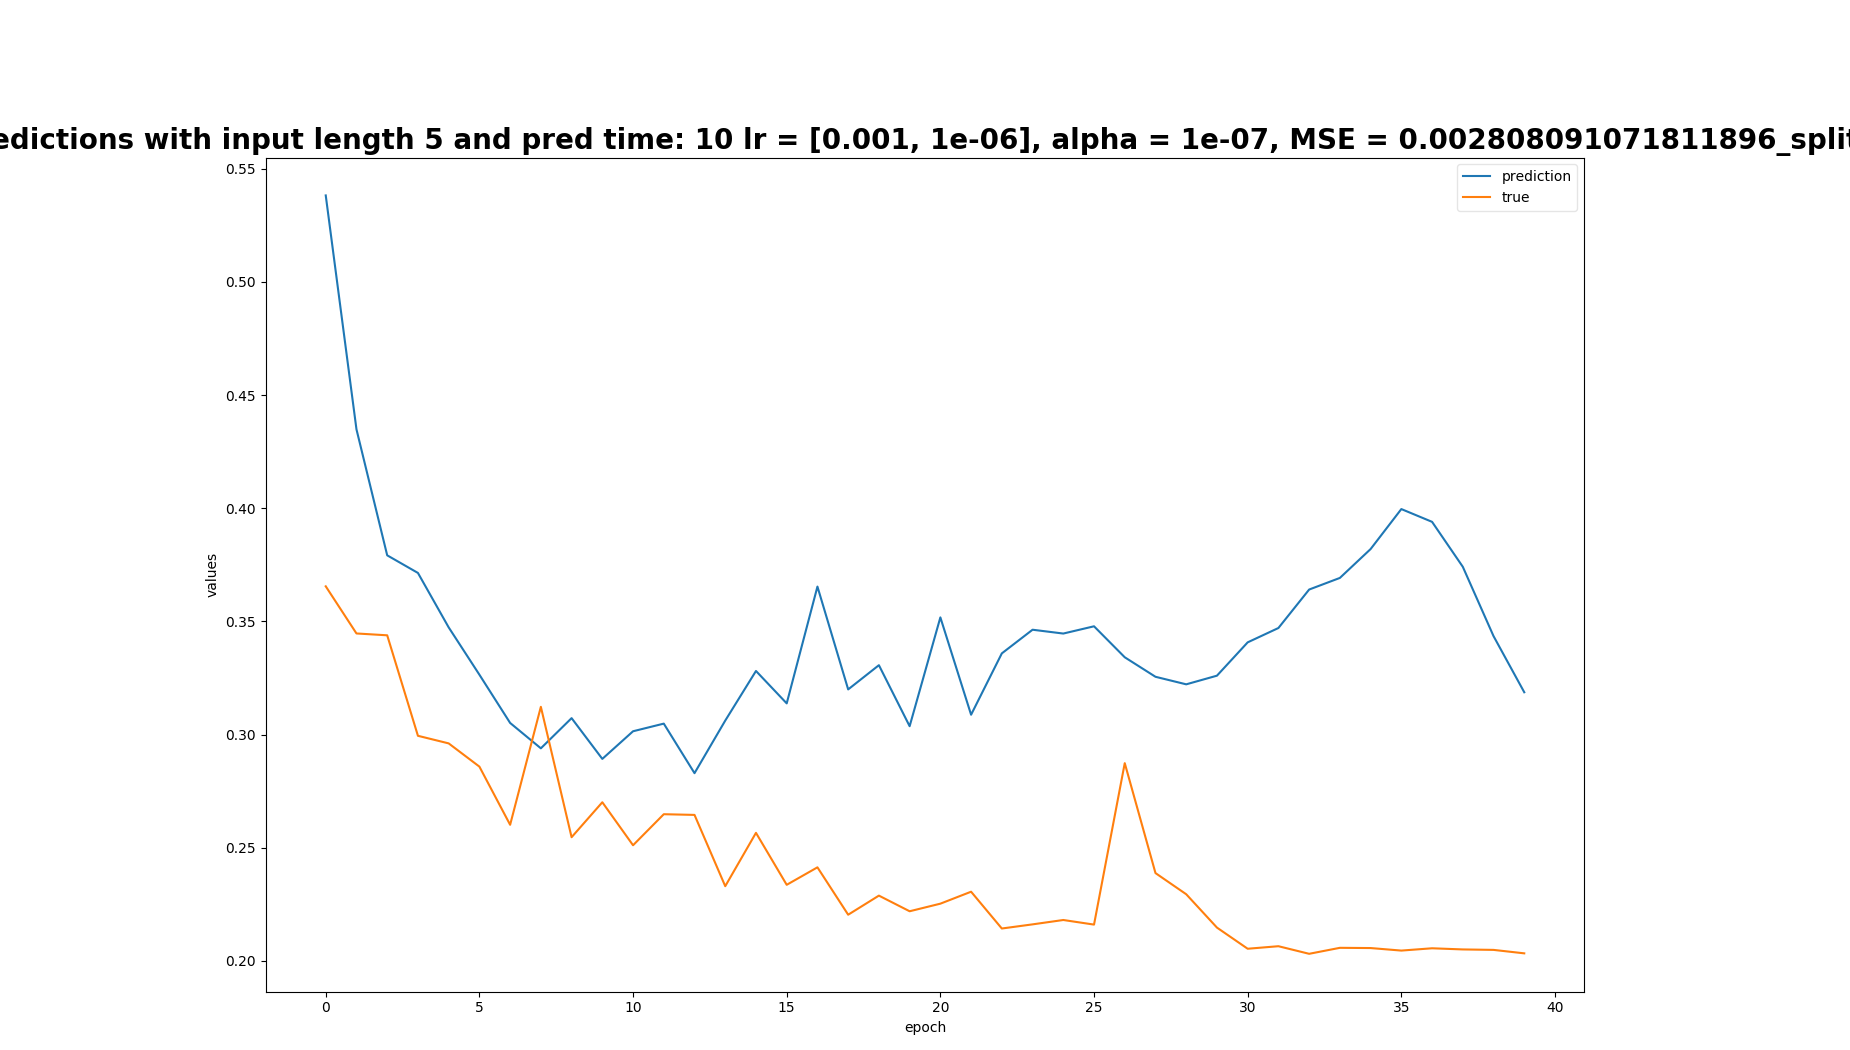 edictions with input length 5 and pred time: 10 lr = [0.001, 1e-06], alpha = 1e-07, MSE = 0.002808091071811896_split
prediction
true
0.55
0.50
0.45
0.40
0.35
0.30
0.25
0.20
values
0 5 10 15 20 25 30 35 40
epoch